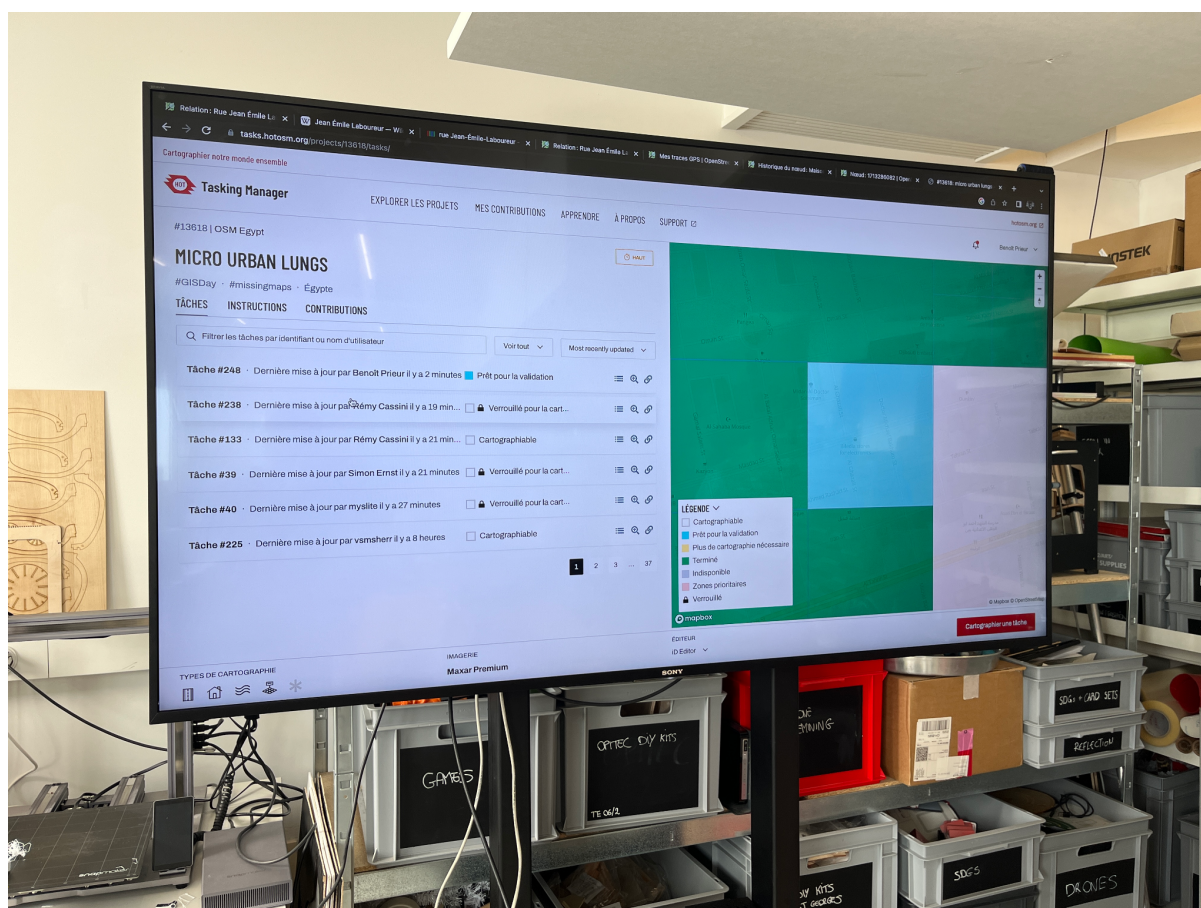 Relation : Rue Jean Émile La
Jean Émile Laboureur — Wi
rue Jean-Émile-Laboureur
Relation : Rue Jean Émile La
Mes traces GPS | OpenStre
Historique du nœud : Maiso
Nœud : 1713286062 | Open
#13618: micro urban lungs
tasks.hotosm.org/projects/13618/tasks/
Cartographier notre monde ensemble
hotosm.org
HOT
Tasking Manager
EXPLORER LES PROJETS
MES CONTRIBUTIONS
APPRENDRE
À PROPOS
SUPPORT
Benoît Prieur
#13618 | OSM Egypt
MICRO URBAN LUNGS
HAUT
#GISDay · #missingmaps · Égypte
TÂCHES
INSTRUCTIONS
CONTRIBUTIONS
Filtrer les tâches par identifiant ou nom d'utilisateur
Voir tout
Most recently updated
Tâche #248 · Dernière mise à jour par Benoît Prieur il y a 2 minutes Prêt pour la validation
Tâche #238 · Dernière mise à jour par Rémy Cassini il y a 19 min... Verrouillé pour la cart...
Tâche #133 · Dernière mise à jour par Rémy Cassini il y a 21 min... Cartographiable
Tâche #39 · Dernière mise à jour par Simon Ernst il y a 21 minutes Verrouillé pour la cart...
Tâche #40 · Dernière mise à jour par myslite il y a 27 minutes Verrouillé pour la cart...
Tâche #225 · Dernière mise à jour par vsmsherr il y a 8 heures Cartographiable
1 2 3 ... 37
LÉGENDE
Cartographiable
Prêt pour la validation
Plus de cartographie nécessaire
Terminé
Indisponible
Zones prioritaires
Verrouillé
mapbox
© Mapbox © OpenStreetMap
TYPES DE CARTOGRAPHIE
IMAGERIE
Maxar Premium
ÉDITEUR
iD Editor
Cartographier une tâche
SONY
NSTEK
SUPPLIES
GAMES
OPITEC DIY KITS
TE 06/2
SDGs + CARD SETS
REFLECTION
SDGS
DRONES
KITS
GEORGES
snapmaker